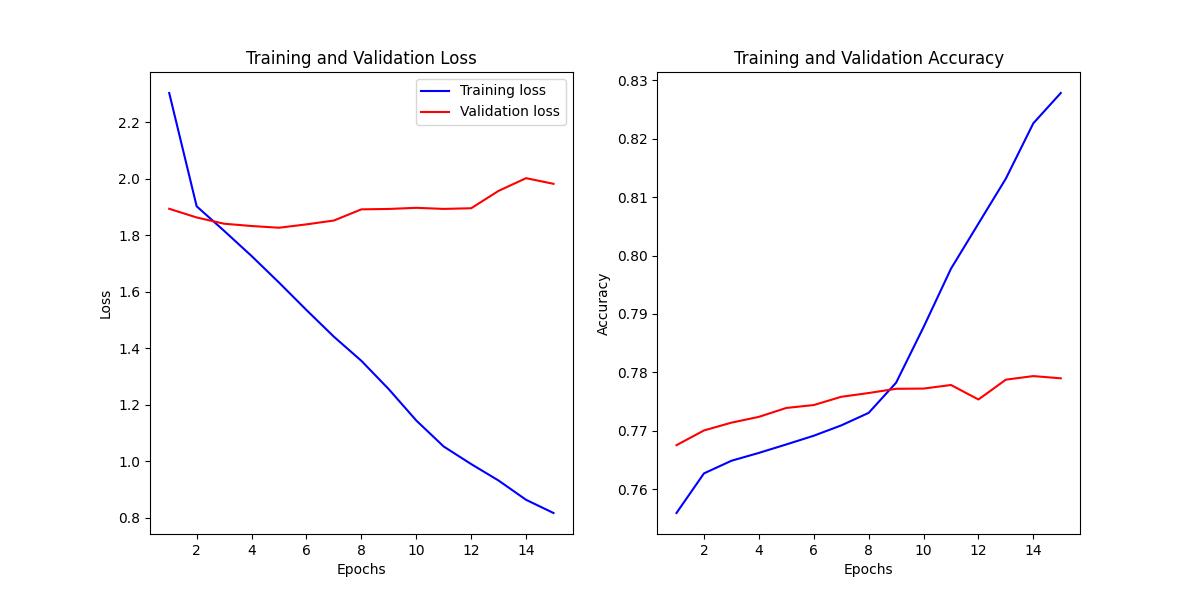 Training and Validation Loss
Training loss
Validation loss
2.2
2.0
1.8
1.6
1.4
1.2
1.0
0.8
Loss
2 4 6 8 10 12 14
Epochs
Training and Validation Accuracy
0.83
0.82
0.81
0.80
0.79
0.78
0.77
0.76
Accuracy
2 4 6 8 10 12 14
Epochs